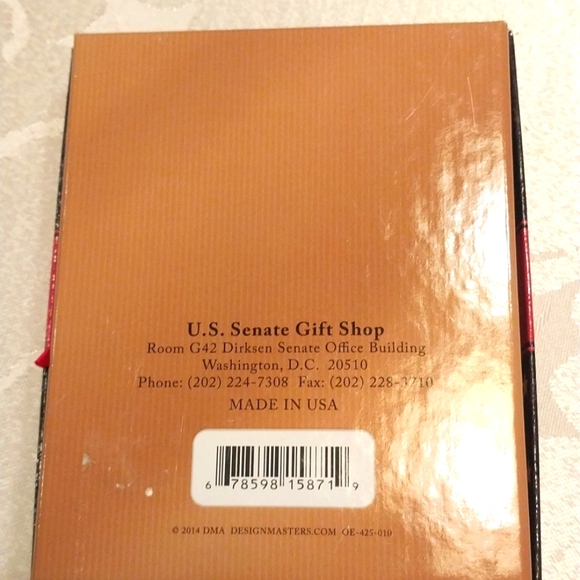 U.S. Senate Gift Shop
Room G42 Dirksen Senate Office Building
Washington, D.C. 20510
Phone: (202) 224-7308 Fax: (202) 228-3710
MADE IN USA
6 78598 15871 9
© 2014 DMA DESIGNMASTERS.COM OE-425-010